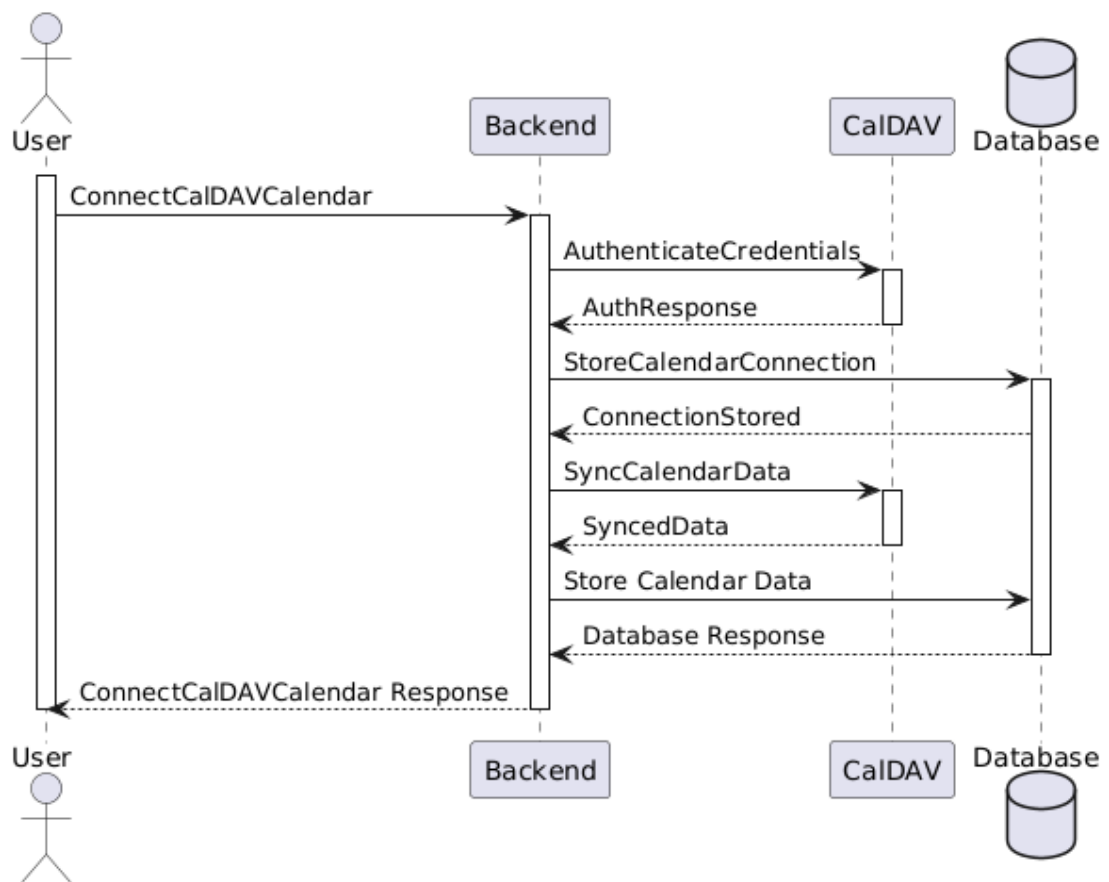 User
Backend
CalDAV
Database
ConnectCalDAVCalendar
AuthenticateCredentials
AuthResponse
StoreCalendarConnection
ConnectionStored
SyncCalendarData
SyncedData
Store Calendar Data
Database Response
ConnectCalDAVCalendar Response
User
Backend
CalDAV
Database